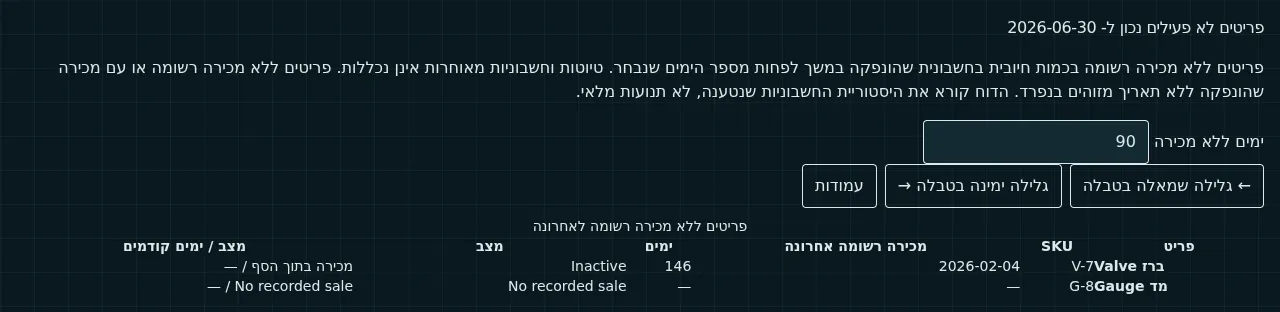 פריטים לא פעילים נכון ל- 2026-06-30
פריטים ללא מכירה רשומה בכמות חיובית בחשבונית שהונפקה במשך לפחות מספר הימים שנבחר. טיוטות וחשבוניות מאוחרות אינן נכללות. פריטים ללא מכירה רשומה או עם מכירה
שהונפקה ללא תאריך מזוהים בנפרד. הדוח קורא את היסטוריית החשבוניות שנטענה, לא תנועות מלאי.
ימים ללא מכירה 90
← גלילה שמאלה בטבלה גלילה ימינה בטבלה → עמודות
פריטים ללא מכירה רשומה לאחרונה
פריט SKU מכירה רשומה אחרונה ימים מצב מצב / ימים קודמים
ברז Valve V-7 2026-02-04 146 Inactive מכירה בתוך הסף / —
מד Gauge G-8 — — No recorded sale No recorded sale / —